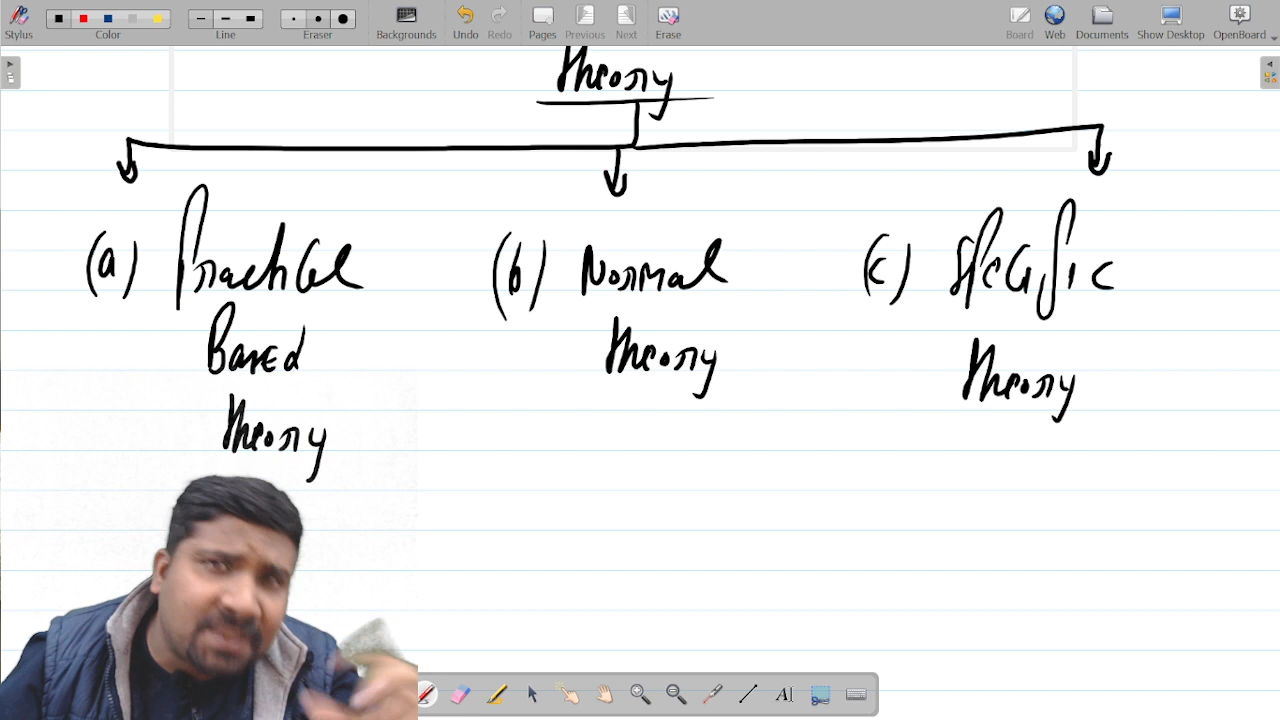 Stylus
Color
Line
Eraser
Backgrounds
Undo
Redo
Pages
Previous
Next
Erase
Board
Web
Documents
Show Desktop
OpenBoard
Theory
(a) Practical
Based
Theory
(b) Normal
Theory
(c) Specific
Theory
AI